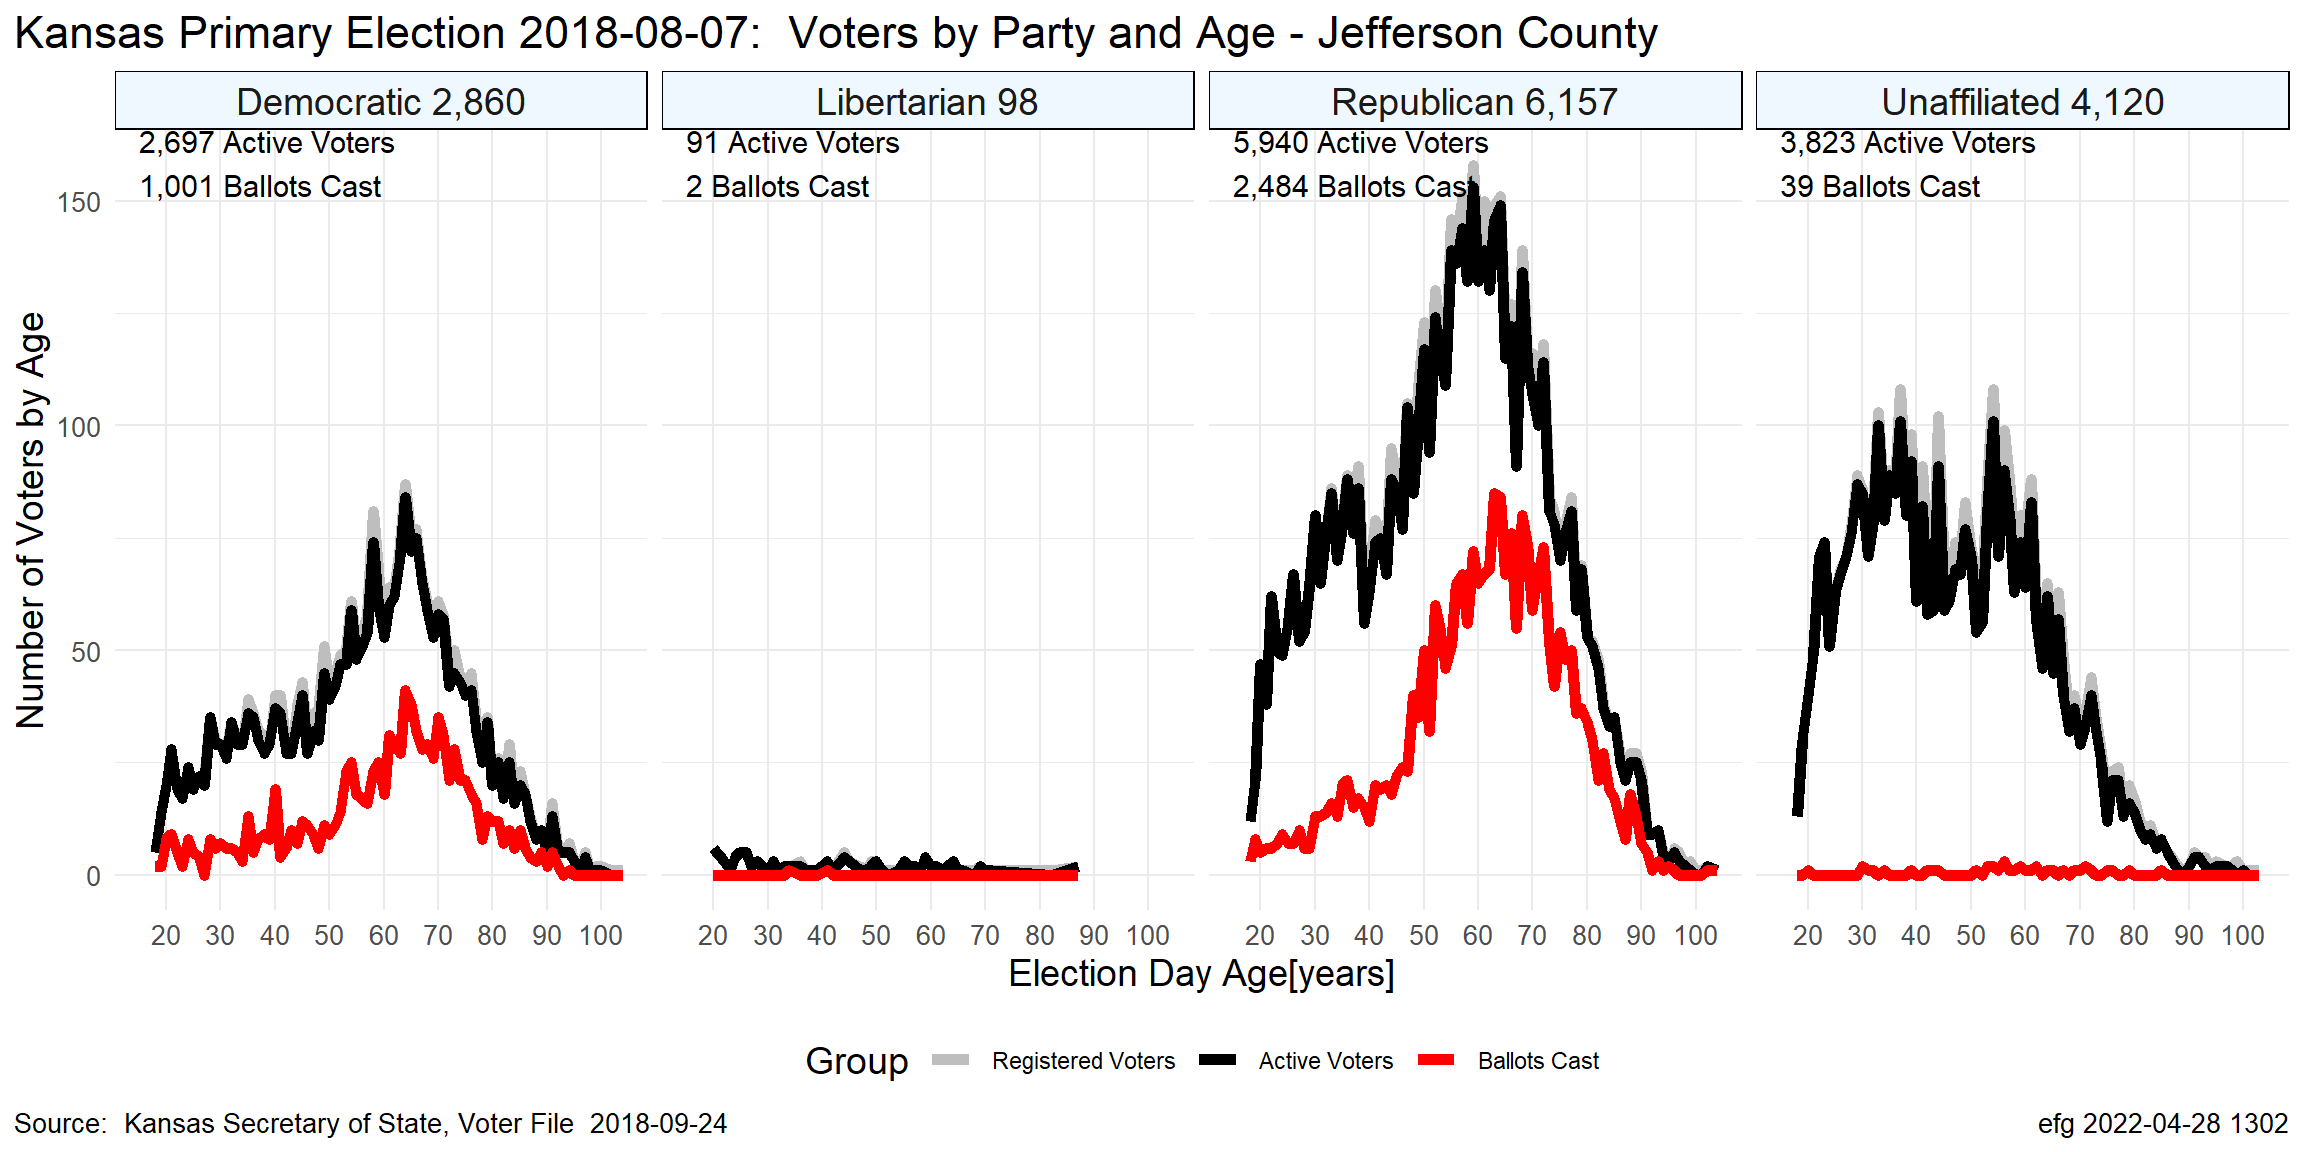 Kansas Primary Election 2018-08-07:  Voters by Party and Age - Jefferson County
Democratic 2,860
Libertarian 98
Republican 6,157
Unaffiliated 4,120
2,697 Active Voters
1,001 Ballots Cast
91 Active Voters
2 Ballots Cast
5,940 Active Voters
2,484 Ballots Cast
3,823 Active Voters
39 Ballots Cast
Number of Voters by Age
150
100
50
0
20 30 40 50 60 70 80 90 100
20 30 40 50 60 70 80 90 100
20 30 40 50 60 70 80 90 100
20 30 40 50 60 70 80 90 100
Election Day Age[years]
Group Registered Voters Active Voters Ballots Cast
Source:  Kansas Secretary of State, Voter File  2018-09-24
efg 2022-04-28 1302